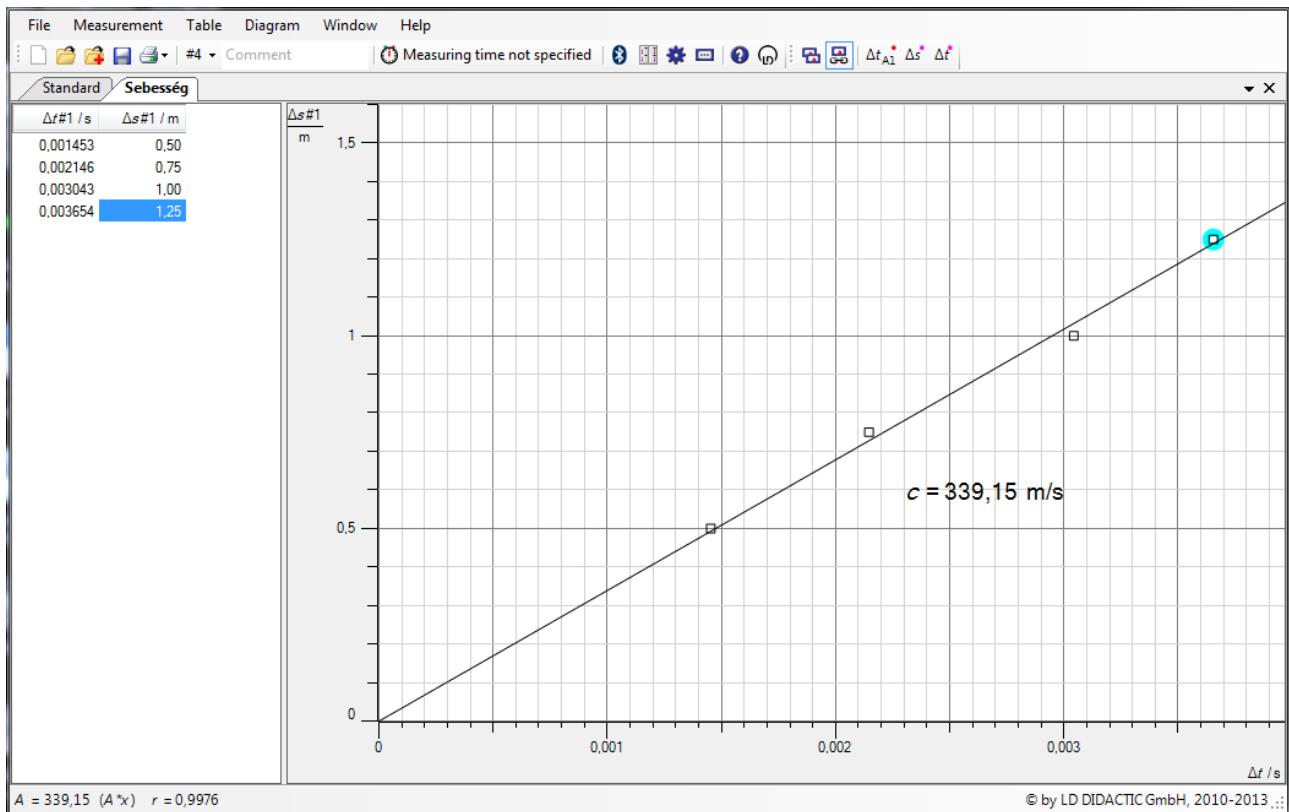 File Measurement Table Diagram Window Help
#4 Comment Measuring time not specified ΔtA1 Δs Δt
Standard Sebesség
Δt#1 / s Δs#1 / m
0,001453 0,50
0,002146 0,75
0,003043 1,00
0,003654 1,25
Δs#1
m
1,5
1
0,5
0
c = 339,15 m/s
0 0,001 0,002 0,003
Δt / s
A = 339,15 (A*x) r = 0,9976
© by LD DIDACTIC GmbH, 2010-2013